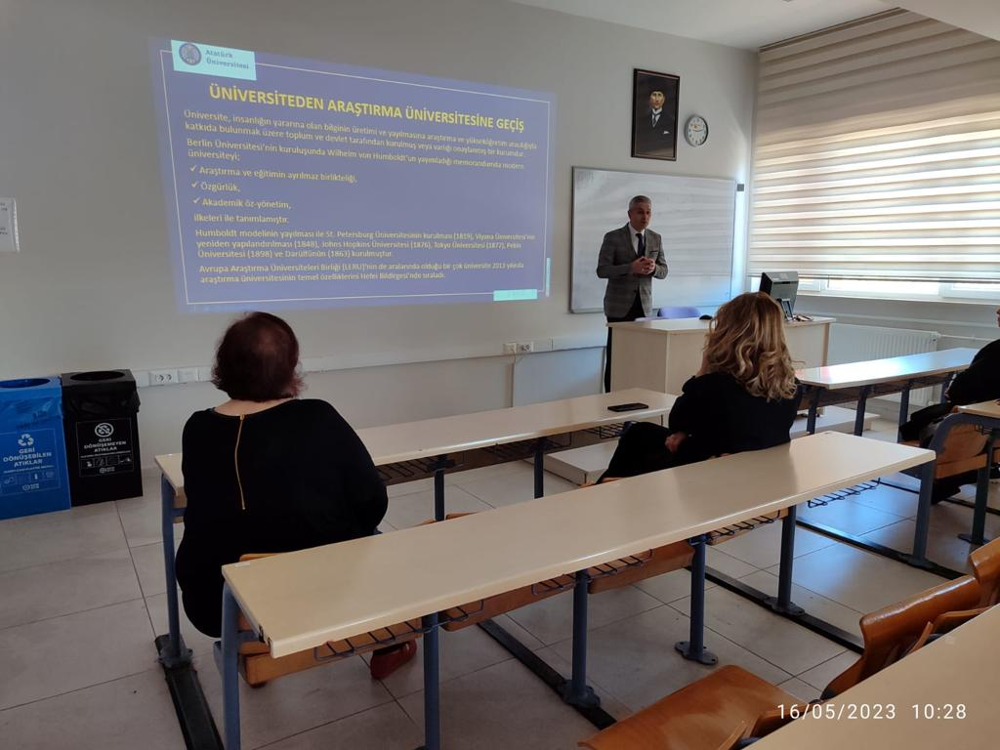 Atatürk
Üniversitesi
ÜNİVERSİTEDEN ARAŞTIRMA ÜNİVERSİTESİNE GEÇİŞ
Üniversite, insanlığın yararına olan bilginin üretimi ve yayılmasına araştırma ve yükseköğretim aracılığıyla
katkıda bulunmak üzere toplum ve devlet tarafından kurulmuş veya varlığı onaylanmış bir kurumdur.
Berlin Üniversitesi'nin kuruluşunda Wilhelm von Humboldt'un yayımladığı memorandumda modern
üniversiteyi;
✓ Araştırma ve eğitimin ayrılmaz birlikteliği,
✓ Özgürlük,
✓ Akademik öz-yönetim,
ilkeleri ile tanımlamıştır.
Humboldt modelinin yayılması ile St. Petersburg Üniversitesinin kurulması (1819), Viyana Üniversite'nin
yeniden yapılandırılması (1848), Johns Hopkins Üniversitesi (1876), Tokyo Üniversitesi (1877), Pekin
Üniversitesi (1898) ve Darülfünün (1863) kurulmuştur.
Avrupa Araştırma Üniversiteleri Birliği (LERU)'nin de aralarında olduğu bir çok üniversite 2013 yılında
araştırma üniversitesinin temel özelliklerini Hefei Bildirgesi'nde sıraladı.
GERİ
DÖNÜŞEBİLEN
ATIKLAR
GERİ
DÖNÜŞEMEYEN
ATIKLAR
16/05/2023 10:28